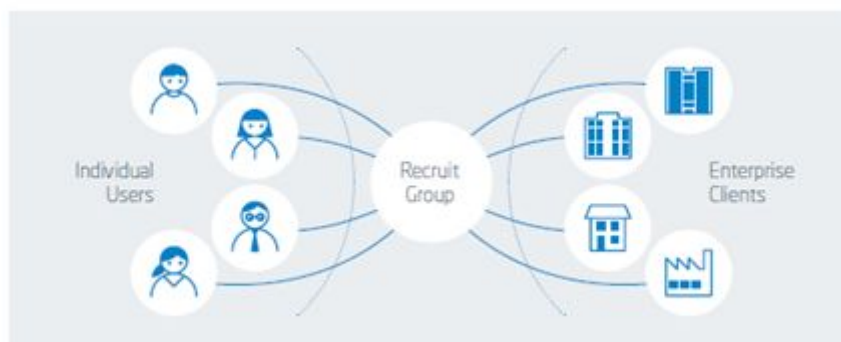 Individual
Users
Recruit
Group
Enterprise
Clients